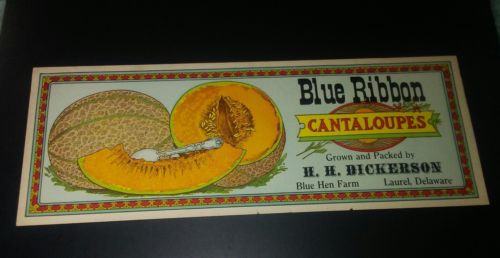 Blue Ribbon
CANTALOUPES
Grown and Packed by
H. H. DICKERSON
Blue Hen Farm Laurel, Delaware